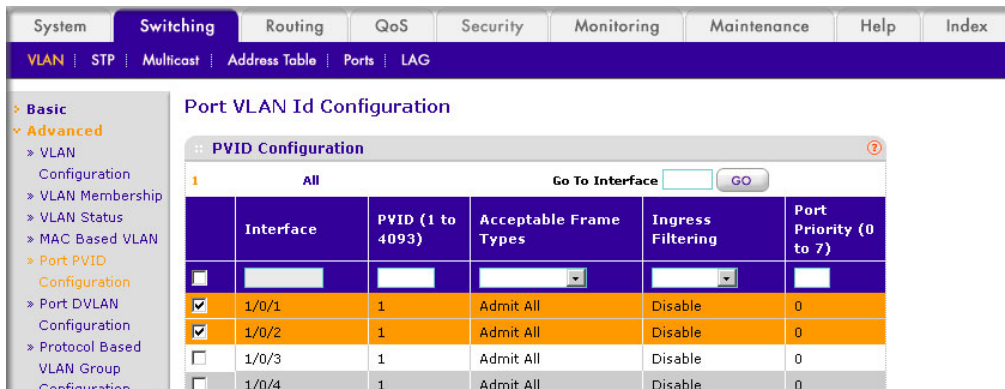 System Switching Routing QoS Security Monitoring Maintenance Help Index
VLAN STP Multicast Address Table Ports LAG
Basic
Advanced
» VLAN
Configuration
» VLAN Membership
» VLAN Status
» MAC Based VLAN
» Port PVID
Configuration
» Port DVLAN
Configuration
» Protocol Based
VLAN Group
Configuration
Port VLAN Id Configuration
PVID Configuration ?
1 All Go To Interface GO
Interface PVID (1 to 4093) Acceptable Frame Types Ingress Filtering Port Priority (0 to 7)
1/0/1 1 Admit All Disable 0
1/0/2 1 Admit All Disable 0
1/0/3 1 Admit All Disable 0
1/0/4 1 Admit All Disable 0